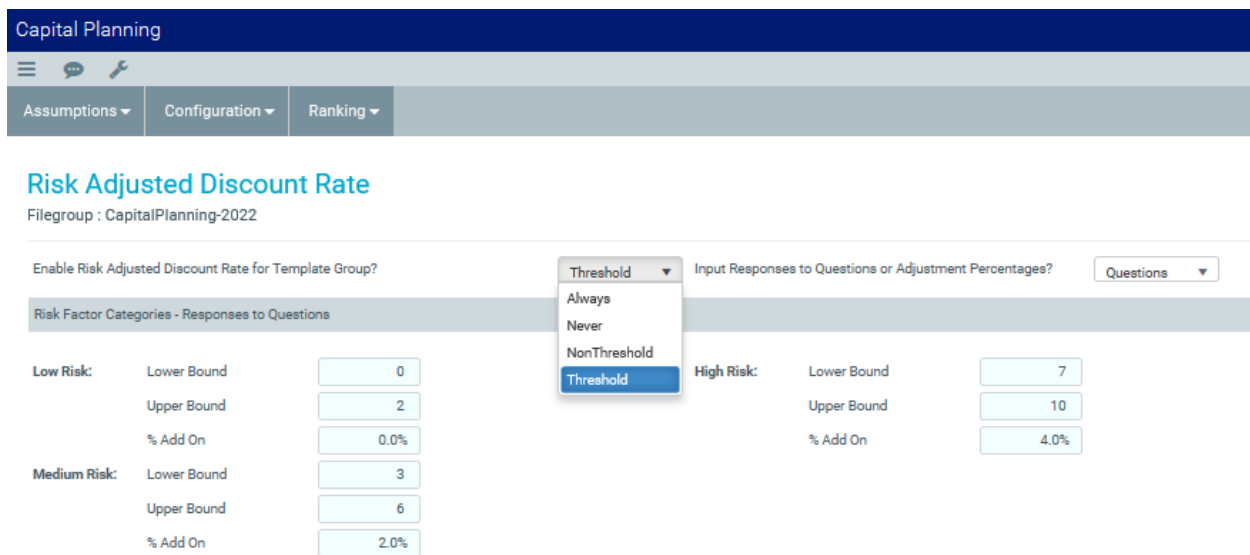 Capital Planning
Assumptions Configuration Ranking
Risk Adjusted Discount Rate
Filegroup : CapitalPlanning-2022
Enable Risk Adjusted Discount Rate for Template Group? Threshold Input Responses to Questions or Adjustment Percentages? Questions
Always
Never
NonThreshold
Threshold
Risk Factor Categories - Responses to Questions
Low Risk: Lower Bound 0
Upper Bound 2
% Add On 0.0%
Medium Risk: Lower Bound 3
Upper Bound 6
% Add On 2.0%
High Risk: Lower Bound 7
Upper Bound 10
% Add On 4.0%